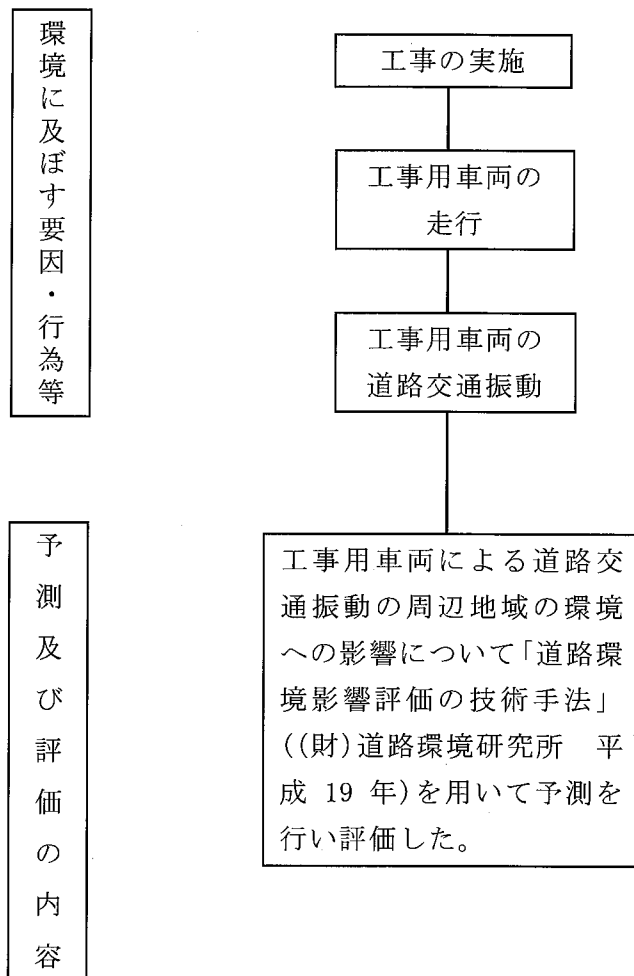 環境に及ぼす要因・行為等
工事の実施
工事用車両の
走行
工事用車両の
道路交通振動
予測及び評価の内容
工事用車両による道路交
通振動の周辺地域の環境
への影響について「道路環
境影響評価の技術手法」
((財)道路環境研究所　平
成 19 年)を用いて予測を
行い評価した。